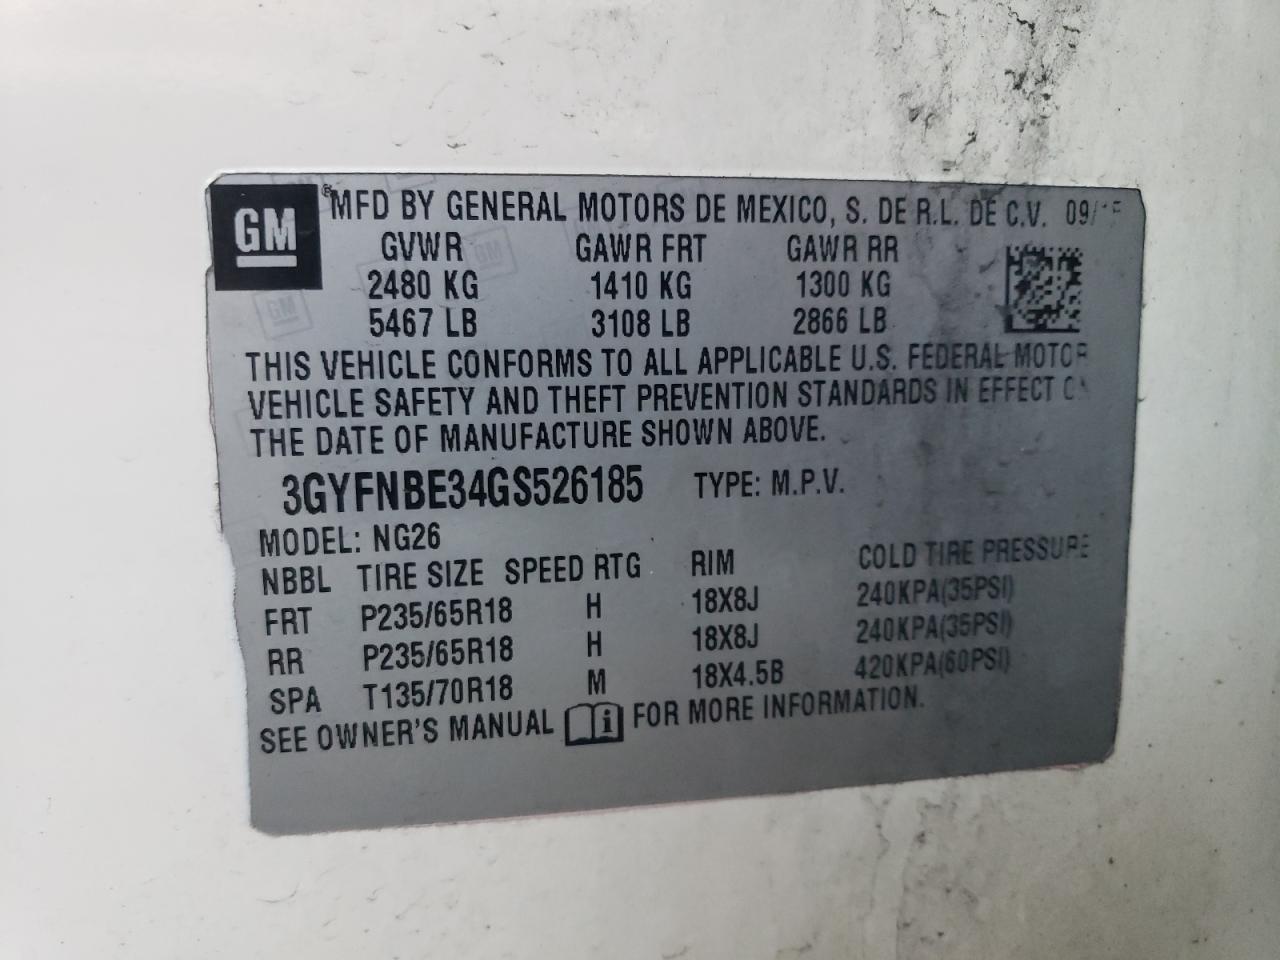 GM
®MFD BY GENERAL MOTORS DE MEXICO, S. DE R.L. DE C.V. 09/15
GVWR GAWR FRT GAWR RR
2480 KG 1410 KG 1300 KG
5467 LB 3108 LB 2866 LB
THIS VEHICLE CONFORMS TO ALL APPLICABLE U.S. FEDERAL MOTOR
VEHICLE SAFETY AND THEFT PREVENTION STANDARDS IN EFFECT ON
THE DATE OF MANUFACTURE SHOWN ABOVE.
3GYFNBE34GS526185 TYPE: M.P.V.
MODEL: NG26
NBBL TIRE SIZE SPEED RTG RIM COLD TIRE PRESSURE
FRT P235/65R18 H 18X8J 240KPA(35PSI)
RR P235/65R18 H 18X8J 240KPA(35PSI)
SPA T135/70R18 M 18X4.5B 420KPA(60PSI)
SEE OWNER'S MANUAL i FOR MORE INFORMATION.